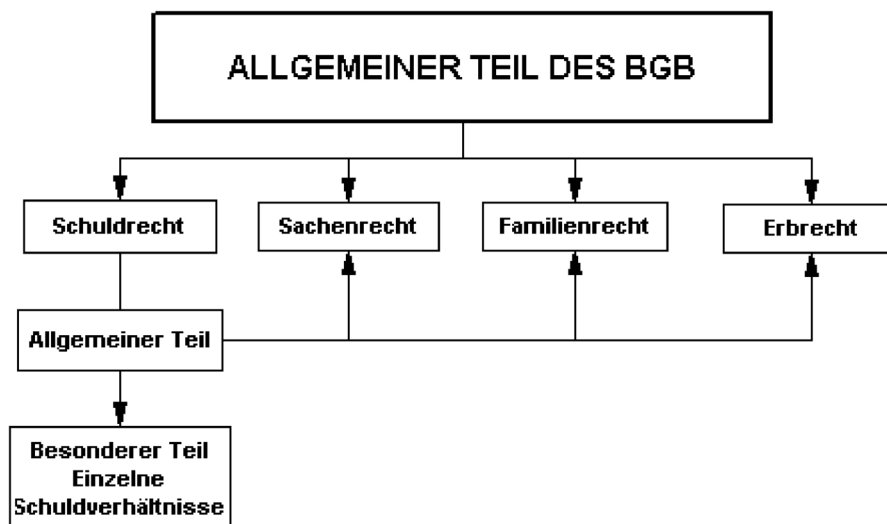 ALLGEMEINER TEIL DES BGB
Schuldrecht
Sachenrecht
Familienrecht
Erbrecht
Allgemeiner Teil
Besonderer Teil
Einzelne
Schuldverhältnisse